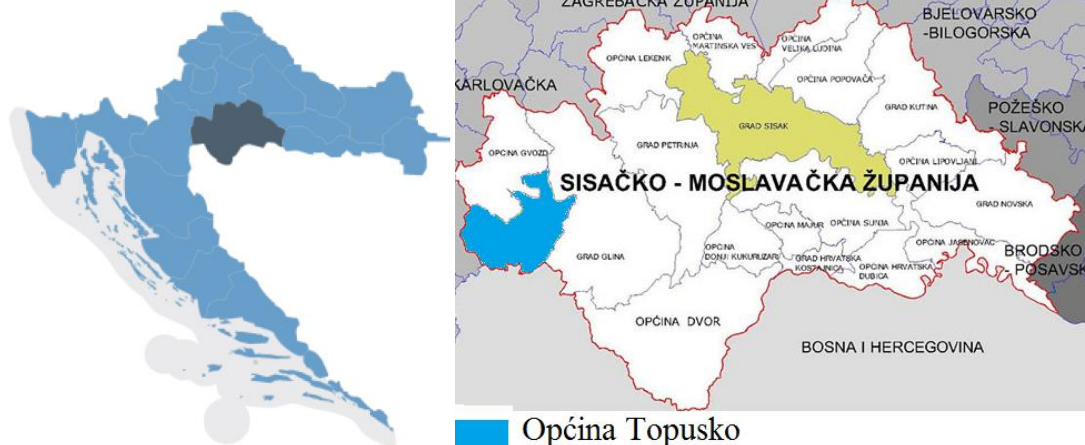 ZAGREBAČKA ŽUPANIJA
BJELOVARSKO
-BILOGORSKA
OPĆINA
MARTINSKA VES
OPĆINA
VELIKA LUDINA
OPĆINA LEKENIK
KARLOVAČKA
OPĆINA POPOVAČA
GRAD KUTINA
POŽEŠKO
- SLAVONSKA
GRAD SISAK
OPĆINA GVOZD
GRAD PETRINJA
OPĆINA LIPOVLJANI
SISAČKO - MOSLAVAČKA ŽUPANIJA
GRAD NOVSKA
OPĆINA MAJUR
OPĆINA SUNJA
OPĆINA JASENOVAC
GRAD GLINA
OPĆINA
DONJI KUKURUZARI
GRAD HRVATSKA
KOSTAJNICA
OPĆINA HRVATSKA
DUBICA
BRODSKO
- POSAVSK
OPĆINA DVOR
BOSNA I HERCEGOVINA
Općina Topusko